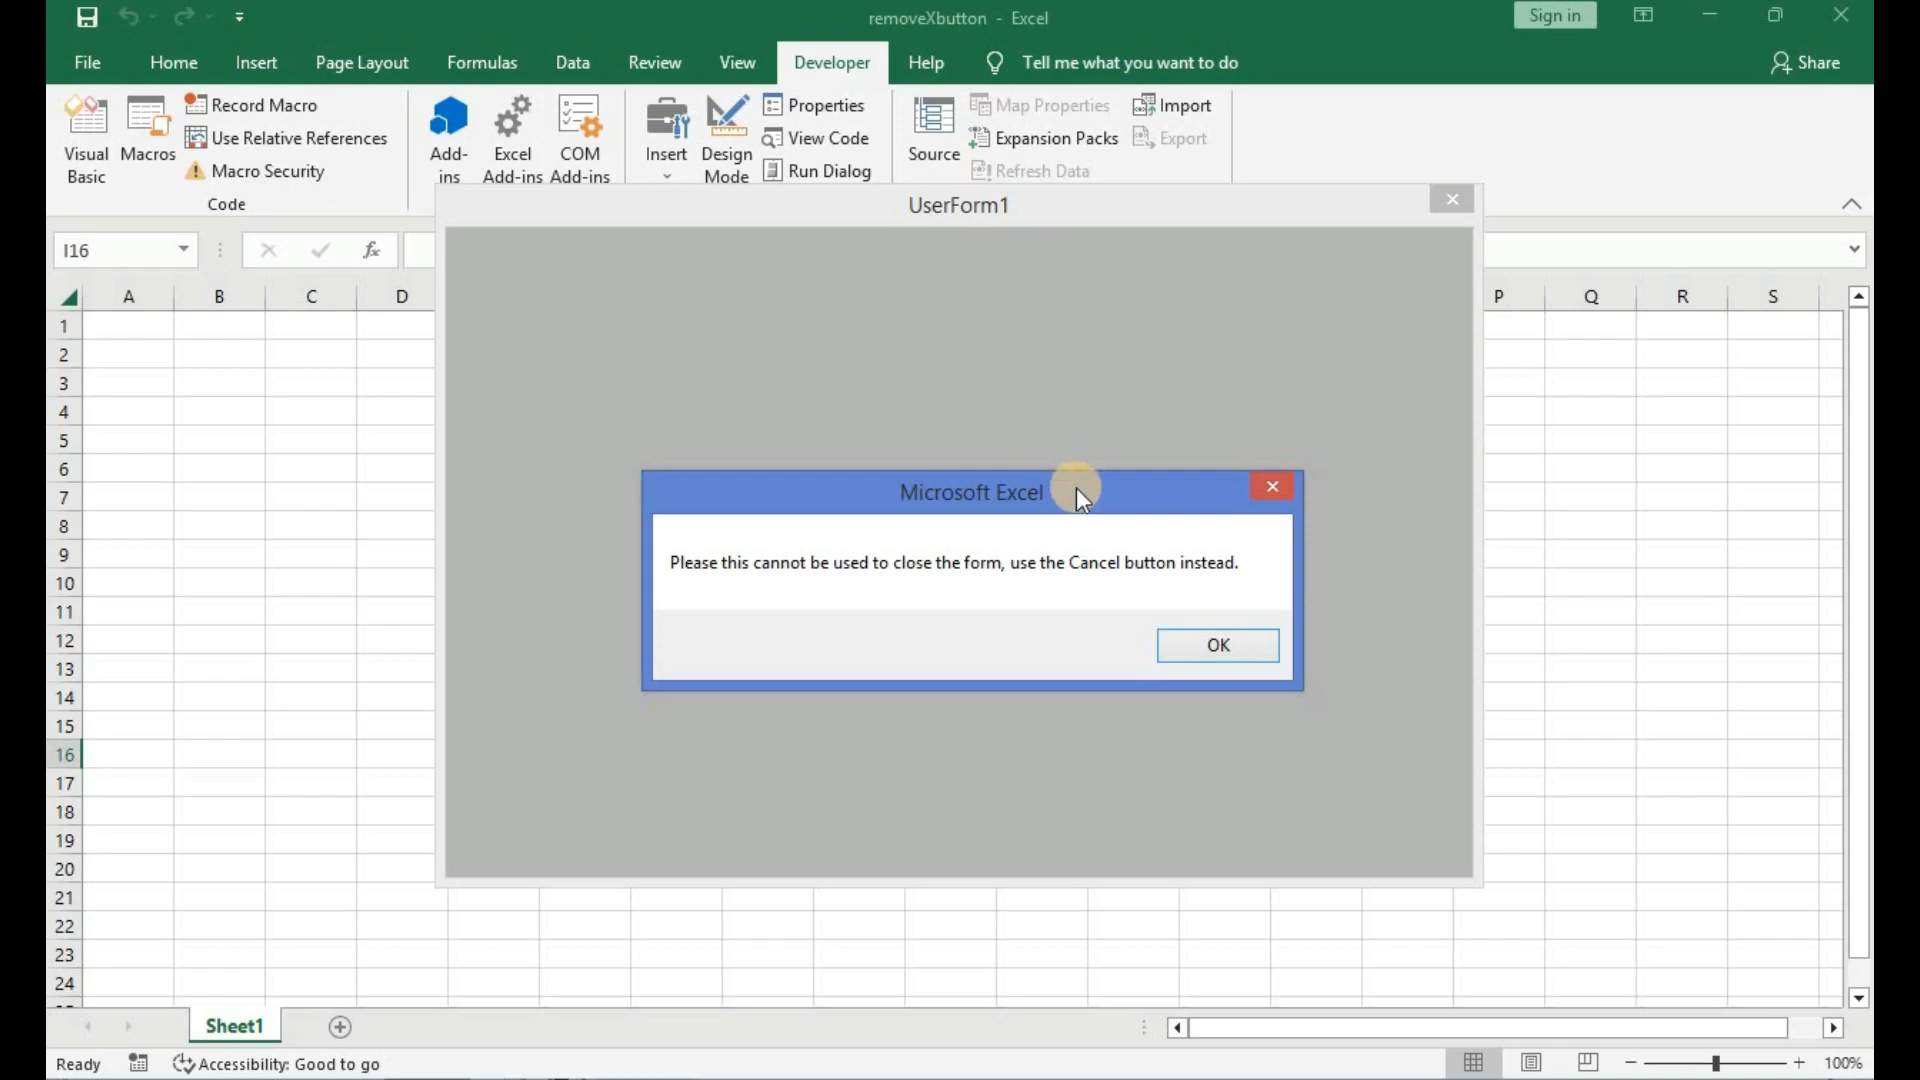 removeXbutton - Excel
Sign in
File Home Insert Page Layout Formulas Data Review View Developer Help Tell me what you want to do Share
Visual Basic
Macros
Record Macro
Use Relative References
Macro Security
Code
Add-ins
Excel Add-ins
COM Add-ins
Insert
Design Mode
Properties
View Code
Run Dialog
Source
Map Properties
Expansion Packs
Refresh Data
Import
Export
UserForm1
I16
fx
A B C D P Q R S
1
2
3
4
5
6
7
8
9
10
11
12
13
14
15
16
17
18
19
20
21
22
23
24
Microsoft Excel
Please this cannot be used to close the form, use the Cancel button instead.
OK
Sheet1
Ready
Accessibility: Good to go
100%